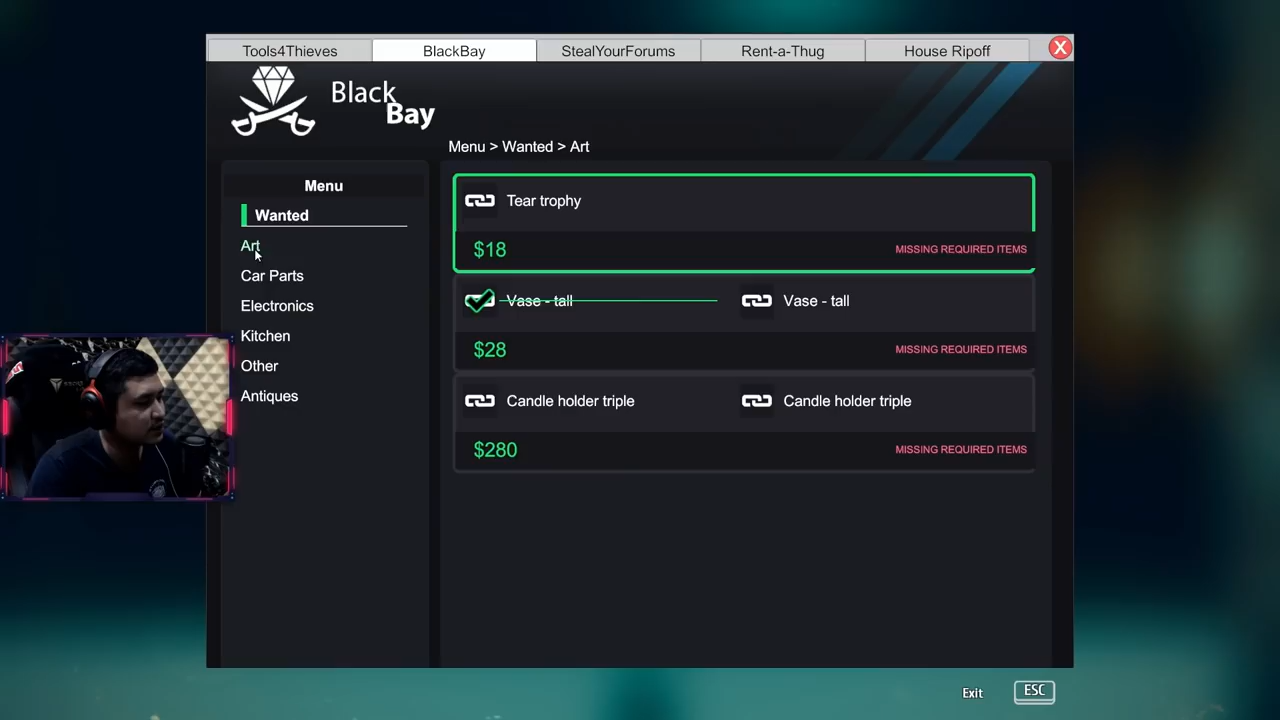 Tools4Thieves BlackBay StealYourForums Rent-a-Thug House Ripoff X
Black
Bay
Menu > Wanted > Art
Menu
Wanted
Art
Car Parts
Electronics
Kitchen
Other
Antiques
Tear trophy
$18 MISSING REQUIRED ITEMS
Vase - tall Vase - tall
$28 MISSING REQUIRED ITEMS
Candle holder triple Candle holder triple
$280 MISSING REQUIRED ITEMS
Exit ESC